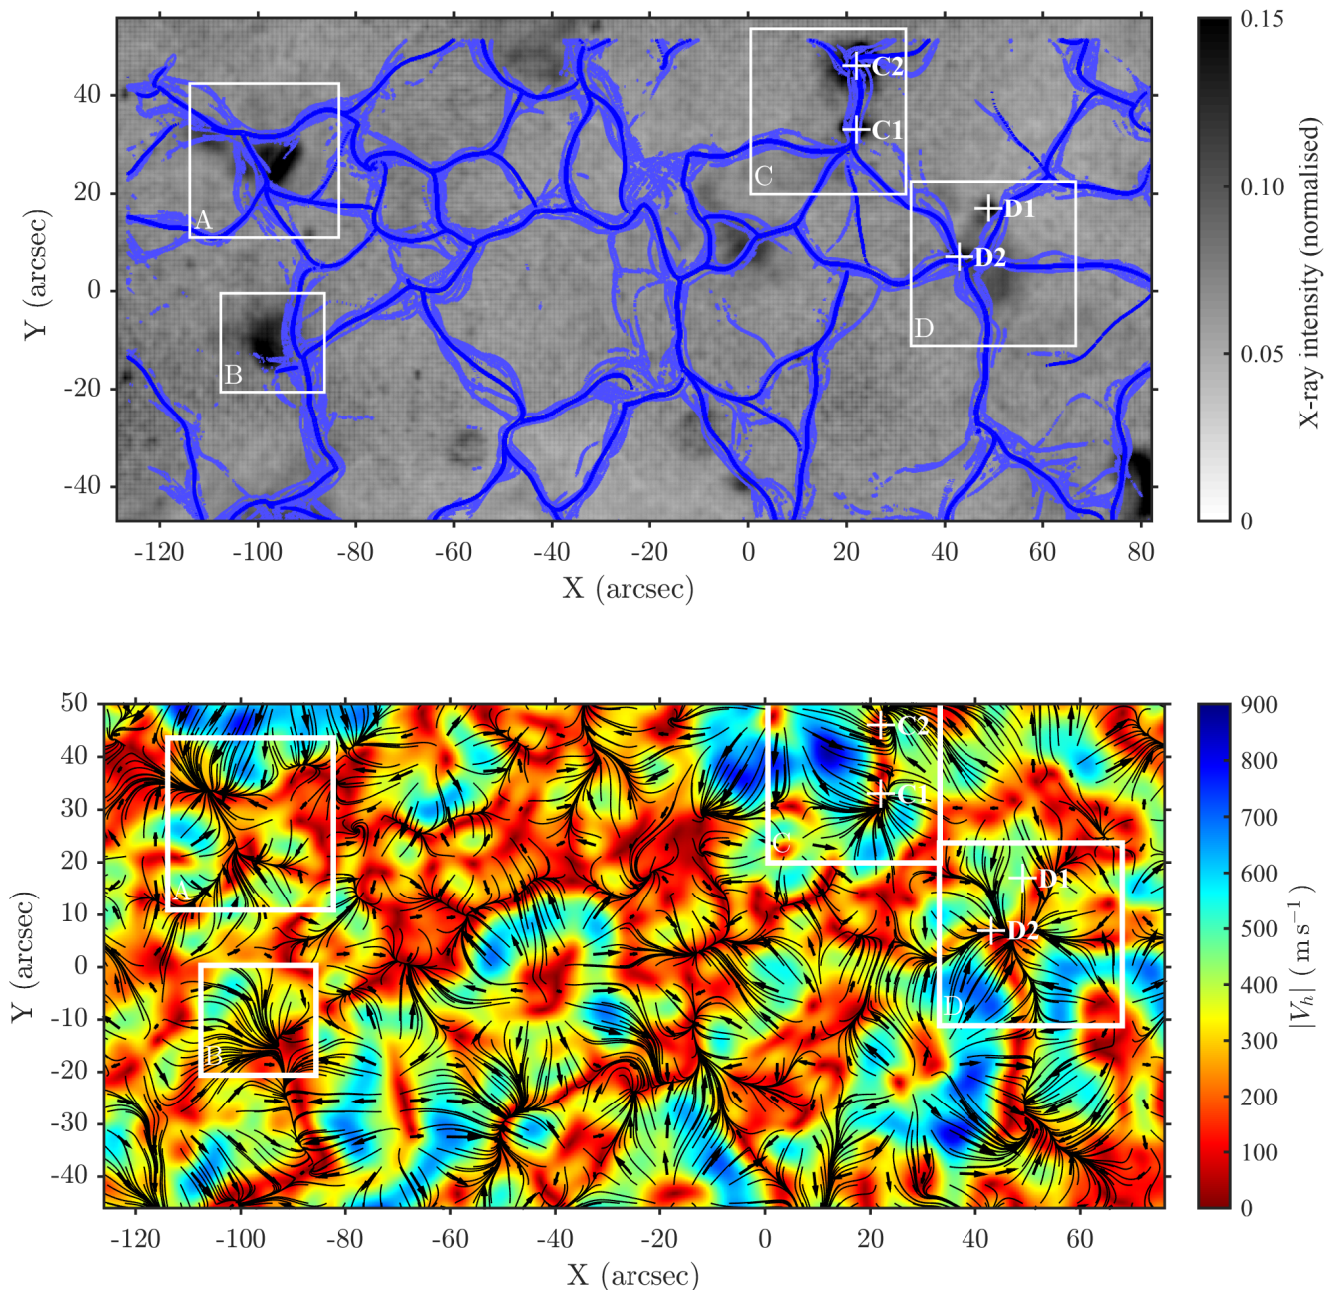 40
20
0
-20
-40
Y (arcsec)
-120 -100 -80 -60 -40 -20 0 20 40 60 80
X (arcsec)
A
B
C
C2
C1
D
D1
D2
0.15
0.10
0.05
0
X-ray intensity (normalised)
50
40
30
20
10
0
-10
-20
-30
-40
Y (arcsec)
-120 -100 -80 -60 -40 -20 0 20 40 60
X (arcsec)
A
B
C
C2
C1
D
D1
D2
900
800
700
600
500
400
300
200
100
0
|V_h| ( m s⁻¹)